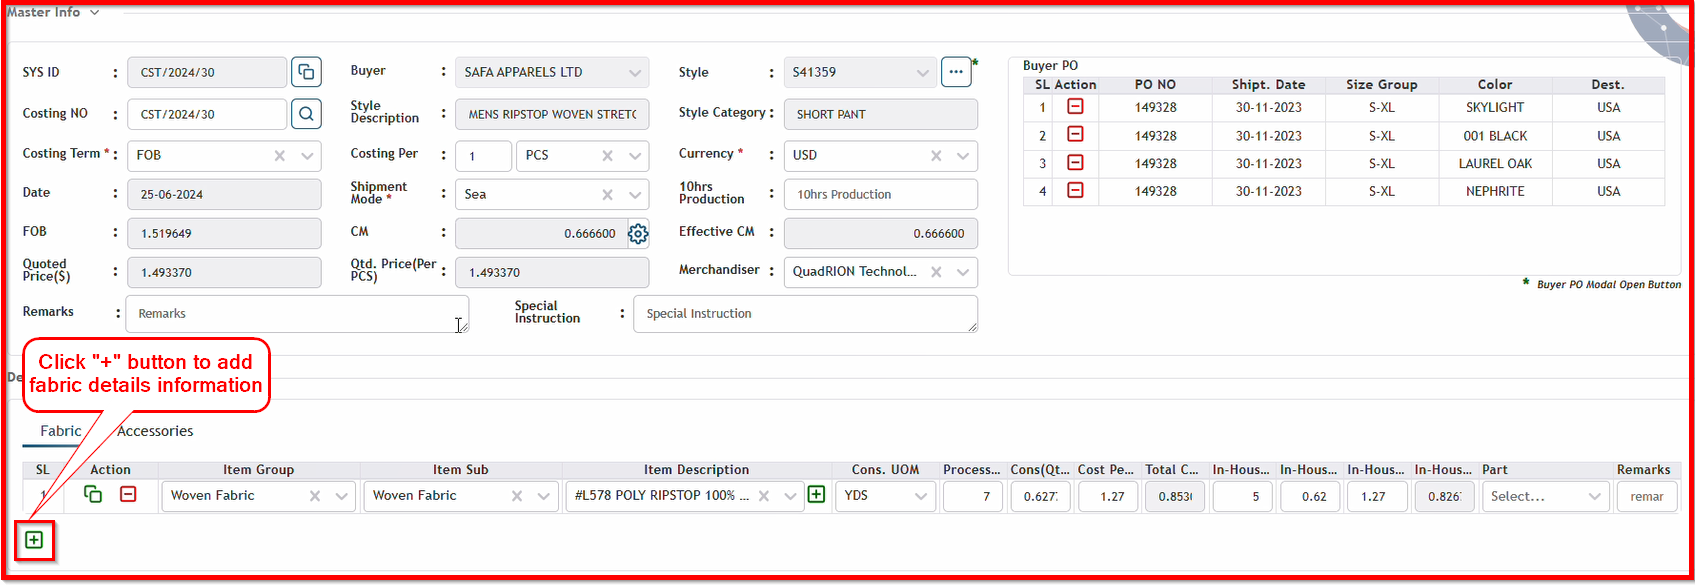 Master Info
SYS ID : CST/2024/30 Buyer : SAFA APPARELS LTD Style : S41359 *
Costing NO : CST/2024/30 Style Description : MENS RIPSTOP WOVEN STRETC Style Category : SHORT PANT
Costing Term * : FOB Costing Per : 1 PCS Currency * : USD
Date : 25-06-2024 Shipment Mode * : Sea 10hrs Production : 10hrs Production
FOB : 1.519649 CM : 0.666600 Effective CM : 0.666600
Quoted Price($) : 1.493370 Qtd. Price(Per PCS) : 1.493370 Merchandiser : QuadRION Technol...
Remarks : Remarks Special Instruction : Special Instruction
Buyer PO
SL Action PO NO Shipt. Date Size Group Color Dest.
1 149328 30-11-2023 S-XL SKYLIGHT USA
2 149328 30-11-2023 S-XL 001 BLACK USA
3 149328 30-11-2023 S-XL LAUREL OAK USA
4 149328 30-11-2023 S-XL NEPHRITE USA
* Buyer PO Modal Open Button
Click "+" button to add
fabric details information
De
Fabric Accessories
SL Action Item Group Item Sub Item Description Cons. UOM Process... Cons(Qt... Cost Pe... Total C... In-Hous... In-Hous... In-Hous... In-Hous... Part Remarks
1 Woven Fabric Woven Fabric #L578 POLY RIPSTOP 100% ... YDS 7 0.627 1.27 0.853 5 0.62 1.27 0.826 Select... remar